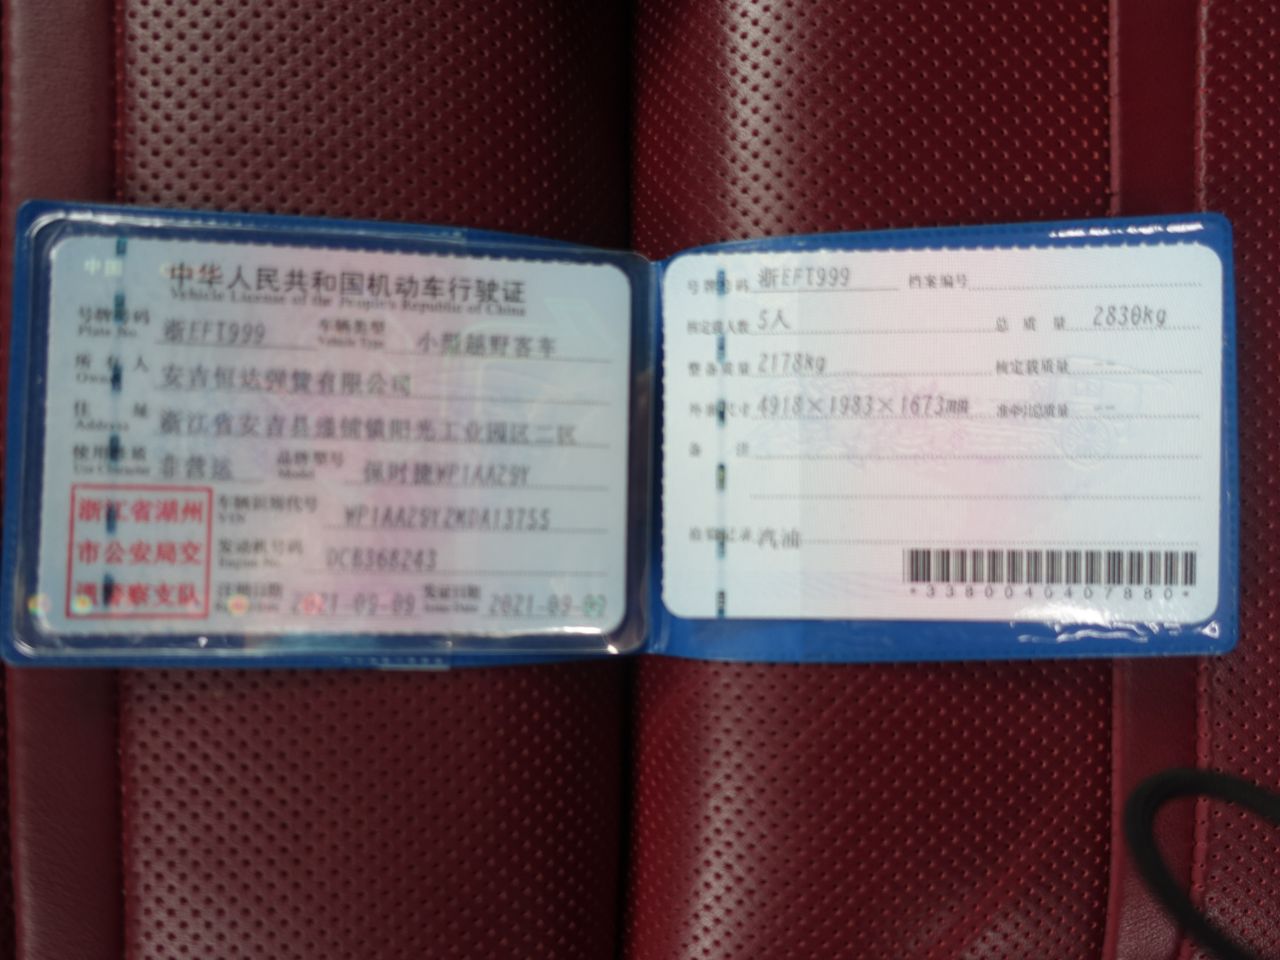 中华人民共和国机动车行驶证
Vehicle License of the People's Republic of China
号牌号码 浙EFT999 车辆类型 小型越野客车
Plate No. Vehicle Type
所有人 安吉恒达弹簧有限公司
Owner
住址 浙江省安吉县递铺镇阳光工业园区二区
Address
使用性质 非营运 品牌型号 保时捷WP1AA29Y
Use Character Model
浙江省湖州
市公安局交
通警察支队
车辆识别代号
VIN
发动机号码 DCB368243
Engine No.
注册日期 2021-09-09 发证日期
Issue Date
号牌号码 浙EFT999 档案编号
核定载人数 5人 总质量 2830kg
整备质量 2178kg 核定载质量 --
外廓尺寸 4918×1983×1673mm 准牵引总质量 --
备注
检验记录 汽油
*3380040407880*